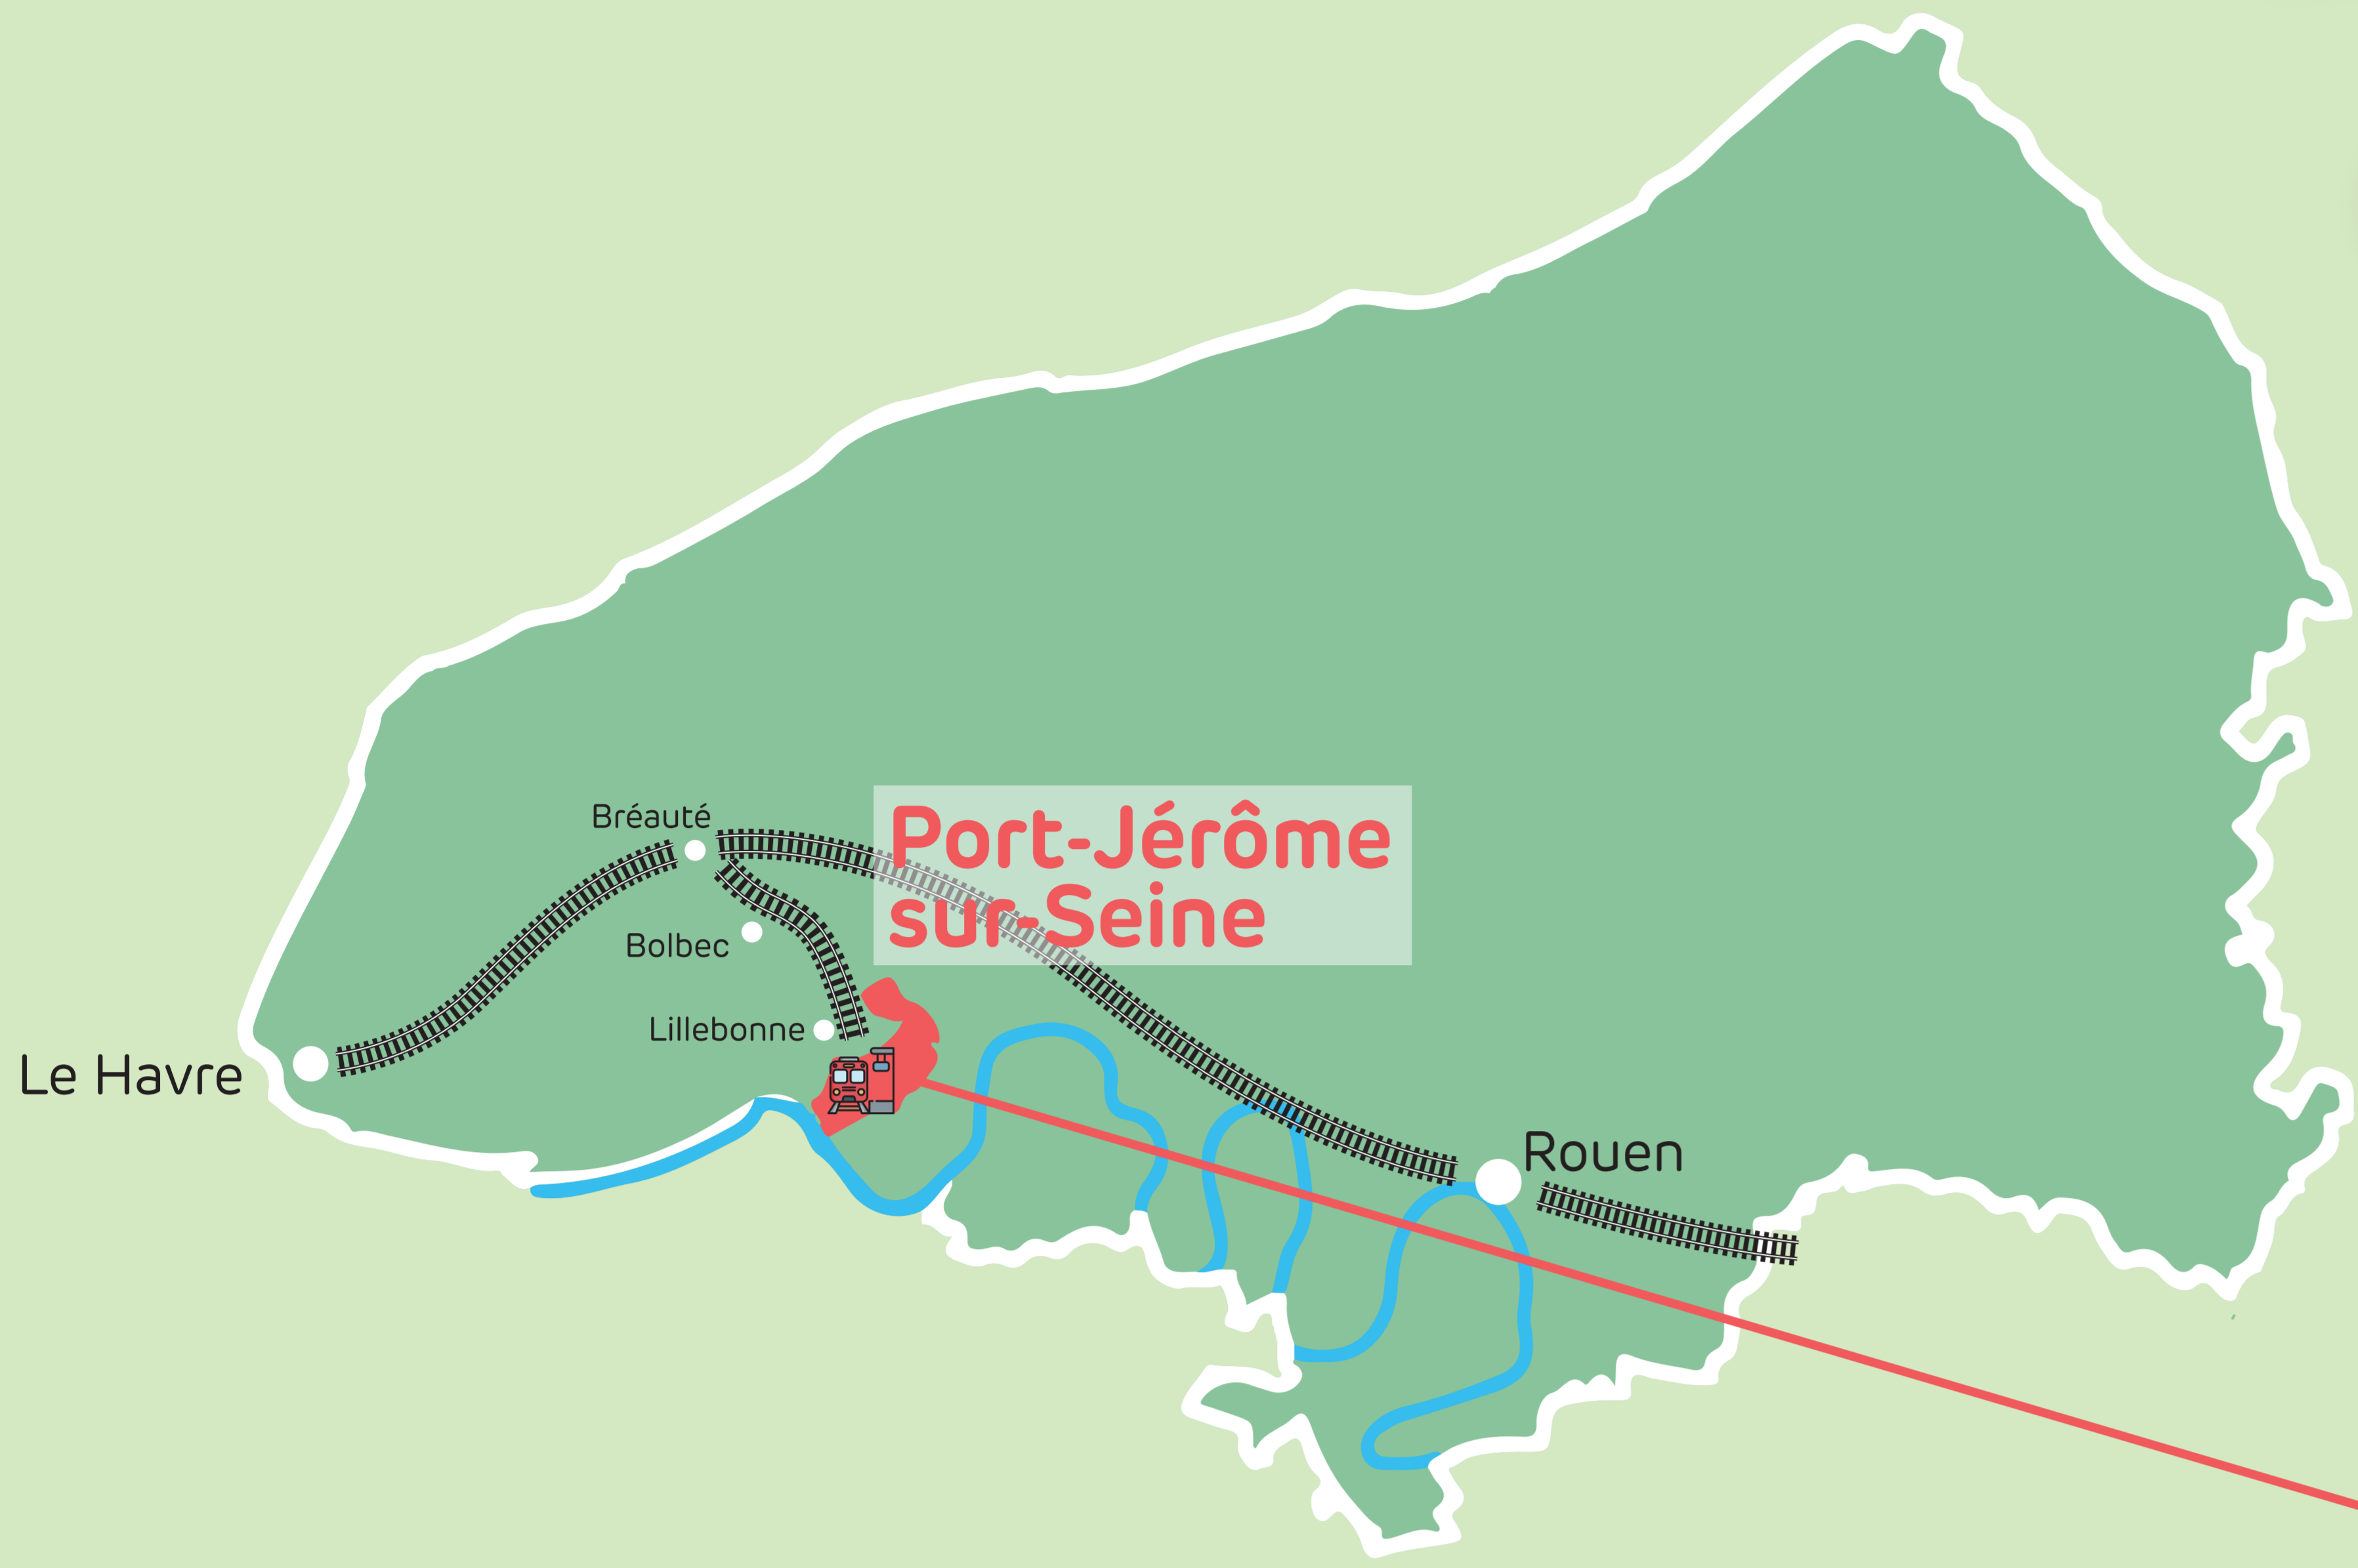 Bréauté
Port-Jérôme
sur-Seine
Bolbec
Lillebonne
Le Havre
Rouen